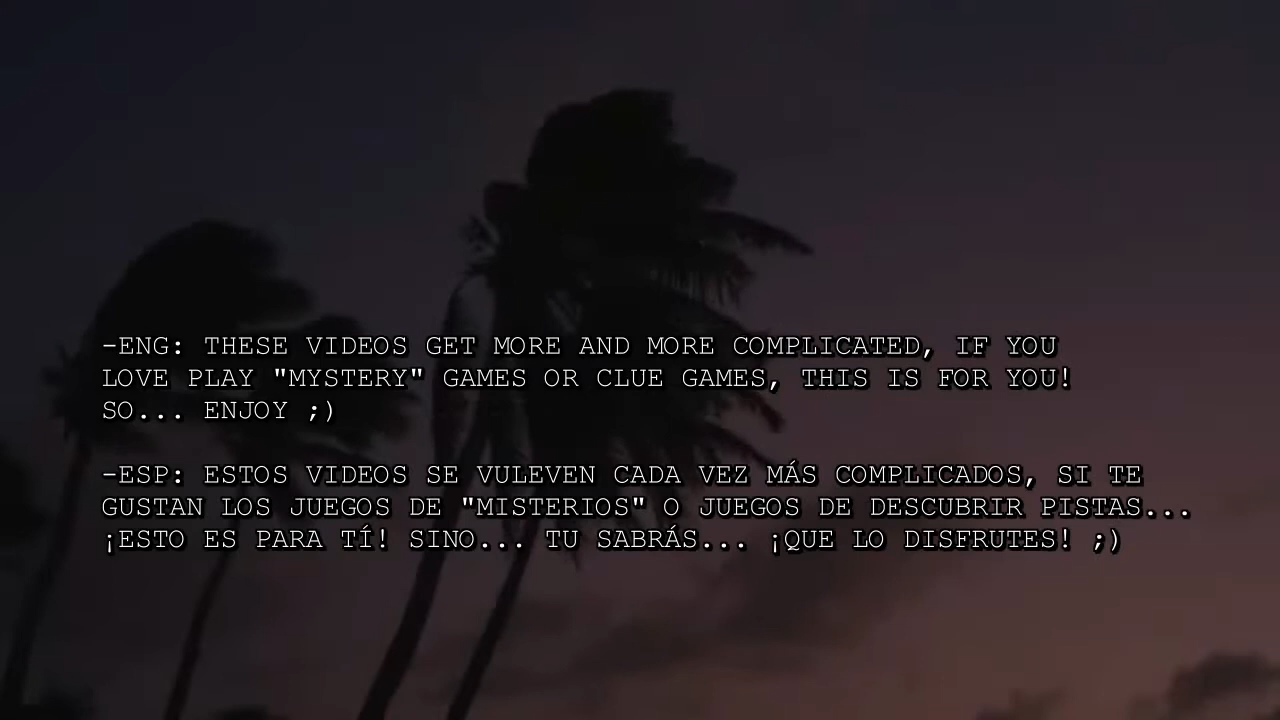 -ENG: THESE VIDEOS GET MORE AND MORE COMPLICATED, IF YOU
LOVE PLAY "MYSTERY" GAMES OR CLUE GAMES, THIS IS FOR YOU!
SO... ENJOY ;)
-ESP: ESTOS VIDEOS SE VULEVEN CADA VEZ MÁS COMPLICADOS, SI TE
GUSTAN LOS JUEGOS DE "MISTERIOS" O JUEGOS DE DESCUBRIR PISTAS...
¡ESTO ES PARA TÍ! SINO... TU SABRÁS... ¡QUE LO DISFRUTES! ;)